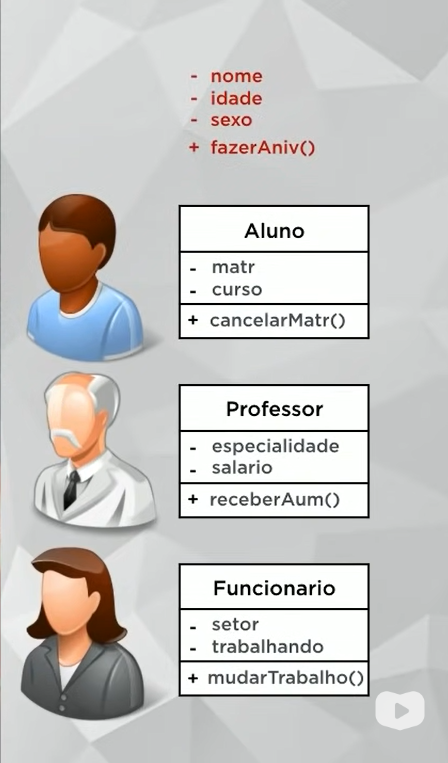 - nome
- idade
- sexo
+ fazerAniv()
Aluno
- matr
- curso
+ cancelarMatr()
Professor
- especialidade
- salario
+ receberAum()
Funcionario
- setor
- trabalhando
+ mudarTrabalho()